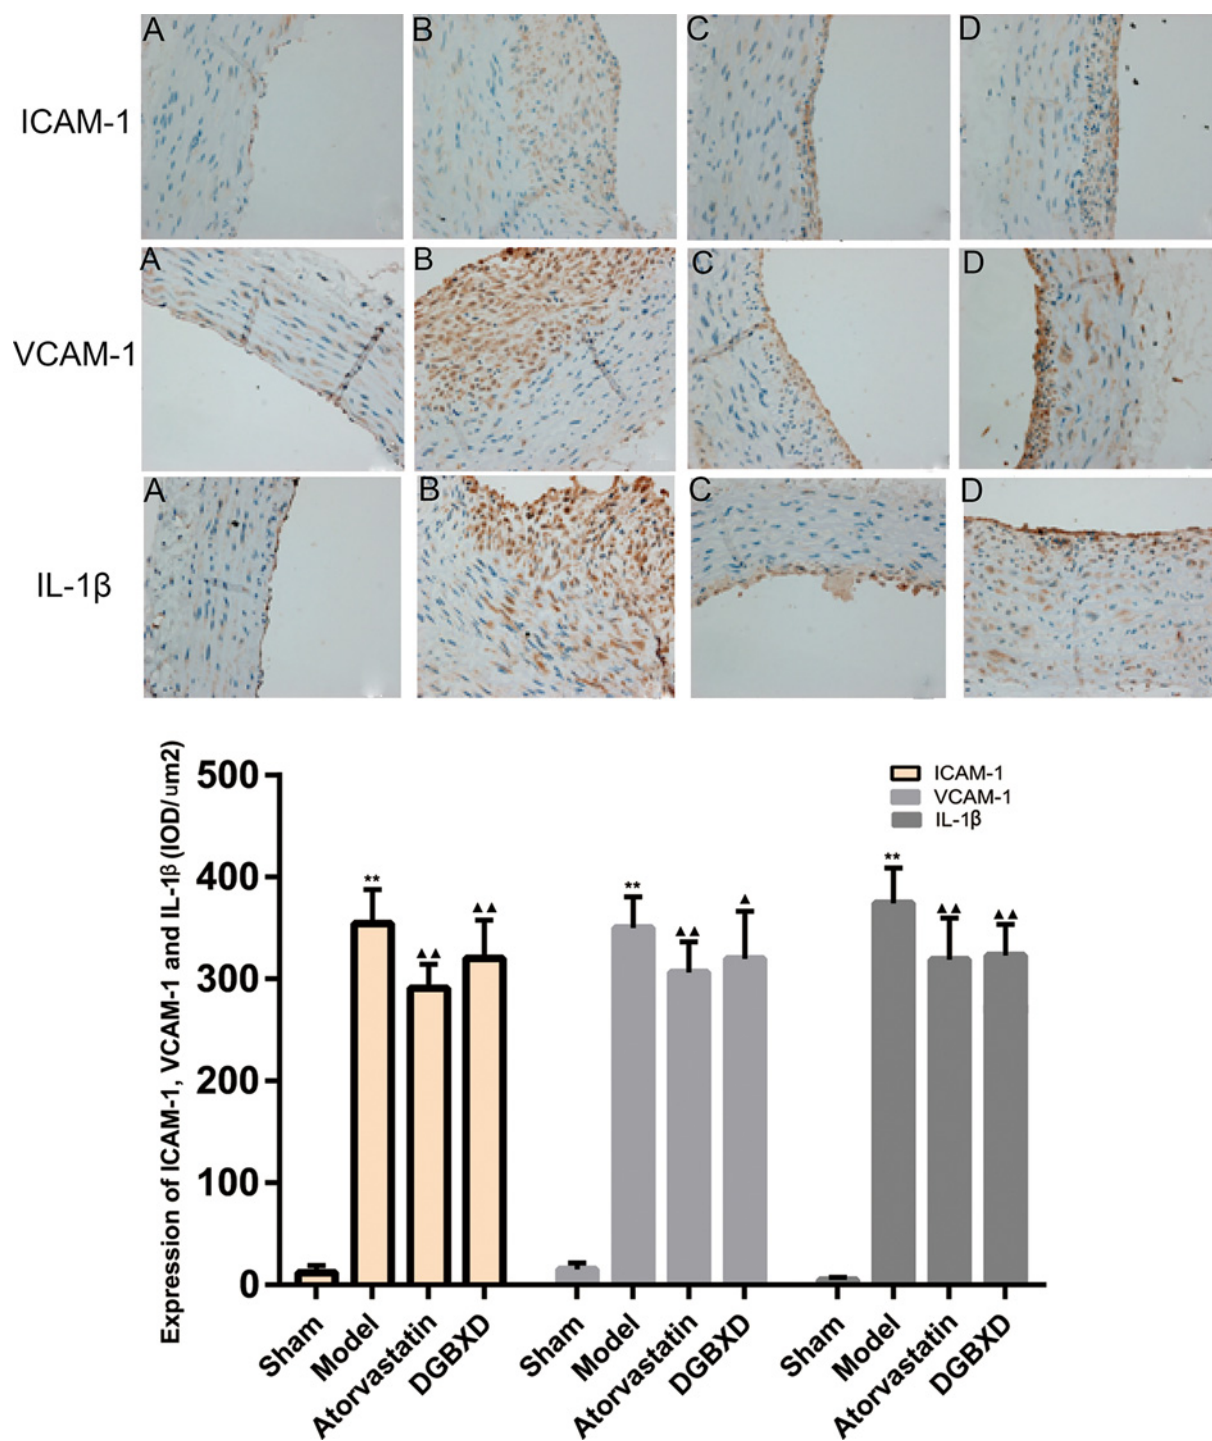 A B C D
ICAM-1
A B C D
VCAM-1
A B C D
IL-1β
Expression of ICAM-1, VCAM-1 and IL-1β (IOD/um2)
500
400
300
200
100
0
ICAM-1
VCAM-1
IL-1β
** ▲▲ ▲▲
** ▲▲ ▲
** ▲▲ ▲▲
Sham Model Atorvastatin DGBXD
Sham Model Atorvastatin DGBXD
Sham Model Atorvastatin DGBXD